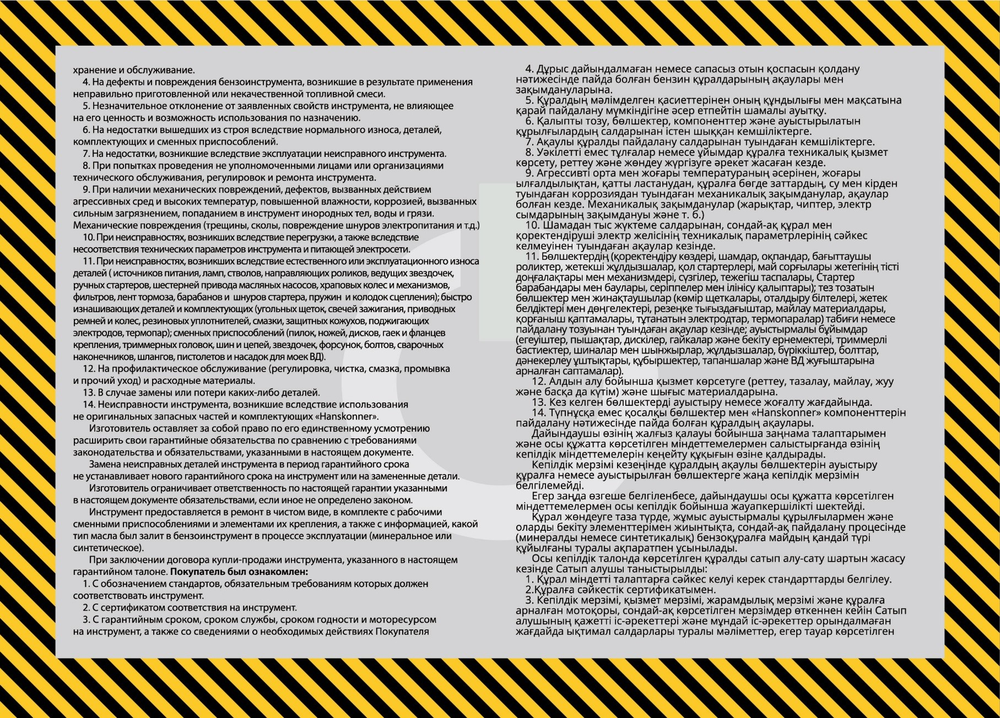 хранение и обслуживание.
4. На дефекты и повреждения бензоинструмента, возникшие в результате применения
неправильно приготовленной или некачественной топливной смеси.
5. Незначительное отклонение от заявленных свойств инструмента, не влияющее
на его ценность и возможность использования по назначению.
6. На недостатки вышедших из строя вследствие нормального износа, деталей,
комплектующих и сменных приспособлений.
7. На недостатки, возникшие вследствие эксплуатации неисправного инструмента.
8. При попытках проведения не уполномоченными лицами или организациями
технического обслуживания, регулировок и ремонта инструмента.
9. При наличии механических повреждений, дефектов, вызванных действием
агрессивных сред и высоких температур, повышенной влажности, коррозией, вызванных
сильным загрязнением, попаданием в инструмент инородных тел, воды и грязи.
Механические повреждения (трещины, сколы, повреждение шнуров электропитания и т.д.)
10. При неисправностях, возникших вследствие перегрузки, а также вследствие
несоответствия технических параметров инструмента и питающей электросети.
11. При неисправностях, возникших вследствие естественного или эксплуатационного износа
деталей ( источников питания, ламп, стволов, направляющих роликов, ведущих звездочек,
ручных стартеров, шестерней привода масляных насосов, храповых колес и механизмов,
фильтров, лент тормоза, барабанов и шнуров стартера, пружин и колодок сцепления); быстро
изнашивающих деталей и комплектующих (угольных щеток, свечей зажигания, приводных
ремней и колес, резиновых уплотнителей, смазки, защитных кожухов, поджигающих
электродов, термопар); сменных приспособлений (пилок, ножей, дисков, гаек и фланцев
крепления, триммерных головок, шин и цепей, звездочек, форсунок, болтов, сварочных
наконечников, шлангов, пистолетов и насадок для моек ВД).
12. На профилактическое обслуживание (регулировка, чистка, смазка, промывка
и прочий уход) и расходные материалы.
13. В случае замены или потери каких-либо деталей.
14. Неисправности инструмента, возникшие вследствие использования
не оригинальных запасных частей и комплектующих «Hanskonner».
Изготовитель оставляет за собой право по его единственному усмотрению
расширить свои гарантийные обязательства по сравнению с требованиями
законодательства и обязательствами, указанными в настоящем документе.
Замена неисправных деталей инструмента в период гарантийного срока
не устанавливает нового гарантийного срока на инструмент или на замененные детали.
Изготовитель ограничивает ответственность по настоящей гарантии указанными
в настоящем документе обязательствами, если иное не определено законом.
Инструмент предоставляется в ремонт в чистом виде, в комплекте с рабочими
сменными приспособлениями и элементами их крепления, а также с информацией, какой
тип масла был залит в бензоинструмент в процессе эксплуатации (минеральное или
синтетическое).
При заключении договора купли-продажи инструмента, указанного в настоящем
гарантийном талоне. Покупатель был ознакомлен:
1. С обозначением стандартов, обязательным требованиям которых должен
соответствовать инструмент.
2. С сертификатом соответствия на инструмент.
3. С гарантийным сроком, сроком службы, сроком годности и моторесурсом
на инструмент, а также со сведениями о необходимых действиях Покупателя
4. Дұрыс дайындалмаған немесе сапасыз отын қоспасын қолдану
нәтижесінде пайда болған бензин құралдарының ақаулары мен
зақымдануларына.
5. Құралдың мәлімделген қасиеттерінен оның құндылығы мен мақсатына
қарай пайдалану мүмкіндігіне әсер етпейтін шамалы ауытқу.
6. Қалыпты тозу, бөлшектер, компоненттер және ауыстырылатын
құрылғылардың салдарынан істен шыққан кемшіліктерге.
7. Ақаулы құралды пайдалану салдарынан туындаған кемшіліктерге.
8. Уәкілетті емес тұлғалар немесе ұйымдар құралға техникалық қызмет
көрсету, реттеу және жөндеу жүргізуге әрекет жасаған кезде.
9. Агрессивті орта мен жоғары температураның әсерінен, жоғары
ылғалдылықтан, қатты ластанудан, құралға бөгде заттардың, су мен кірден
туындаған коррозиядан туындаған механикалық зақымданулар, ақаулар
болған кезде. Механикалық зақымданулар (жарықтар, чиптер, электр
сымдарының зақымдануы және т. б.)
10. Шамадан тыс жүктеме салдарынан, сондай-ақ құрал мен
қоректендіруші электр желісінің техникалық параметрлерінің сәйкес
келмеуінен туындаған ақаулар кезінде.
11. Бөлшектердің (қоректендіру көздері, шамдар, оқпандар, бағыттаушы
роликтер, жетекші жұлдызшалар, қол стартерлері, май сорғылары жетегінің тісті
доңғалақтары мен механизмдері, сүзгілер, тежегіш таспалары, Стартер
барабандары мен баулары, серіппелер мен ілінісу қалыптары); тез тозатын
бөлшектер мен жинақтаушылар (көмір щеткалары, оталдыру білтелері, жетек
белдіктері мен дөңгелектері, резеңке тығыздағыштар, майлау материалдары,
қорғаныш қаптамалары, тұтанатын электродтар, термопаралар) табиғи немесе
пайдалану тозуынан туындаған ақаулар кезінде; ауыстырмалы бұйымдар
(егеуіштер, пышақтар, дискілер, гайкалар және бекіту ернемектері, триммерлі
бастиектер, шиналар мен шынжырлар, жұлдызшалар, бүріккіштер, болттар,
дәнекерлеу ұштықтары, құбыршектер, тапаншалар және ВД жуғыштарына
арналған саптамалар).
12. Алдын алу бойынша қызмет көрсетуге (реттеу, тазалау, майлау, жуу
және басқа да күтім) және шығыс материалдарына.
13. Кез келген бөлшектерді ауыстыру немесе жоғалту жағдайында.
14. Түпнұсқа емес қосалқы бөлшектер мен «Hanskonner» компоненттерін
пайдалану нәтижесінде пайда болған құралдың ақаулары.
Дайындаушы өзінің жалғыз қалауы бойынша заңнама талаптарымен
және осы құжатта көрсетілген міндеттемелермен салыстырғанда өзінің
кепілдік міндеттемелерін кеңейту құқығын өзіне қалдырады.
Кепілдік мерзімі кезеңінде құралдың ақаулы бөлшектерін ауыстыру
құралға немесе ауыстырылған бөлшектерге жаңа кепілдік мерзімін
белгілемейді.
Егер заңда өзгеше белгіленбесе, дайындаушы осы құжатта көрсетілген
міндеттемелермен осы кепілдік бойынша жауапкершілікті шектейді.
Құрал жөндеуге таза түрде, жұмыс ауыстырмалы құрылғылармен және
оларды бекіту элементтерімен жиынтықта, сондай-ақ пайдалану процесінде
(минералды немесе синтетикалық) бензоқұралға майдың қандай түрі
құйылғаны туралы ақпаратпен ұсынылады.
Осы кепілдік талонда көрсетілген құралды сатып алу-сату шартын жасасу
кезінде Сатып алушы таныстырылды:
1. Құрал міндетті талаптарға сәйкес келуі керек стандарттарды белгілеу.
2.Құралға сәйкестік сертификатымен.
3. Кепілдік мерзімі, қызмет мерзімі, жарамдылық мерзімі және құралға
арналған мотоқоры, сондай-ақ көрсетілген мерзімдер өткеннен кейін Сатып
алушының қажетті іс-әрекеттері және мұндай іс-әрекеттер орындалмаған
жағдайда ықтимал салдарлары туралы мәліметтер, егер тауар көрсетілген